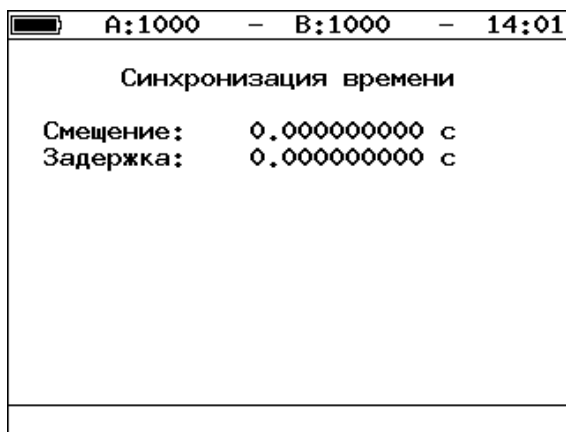 A:1000 – B:1000 – 14:01
Синхронизация времени
Смещение: 0.000000000 с
Задержка: 0.000000000 с